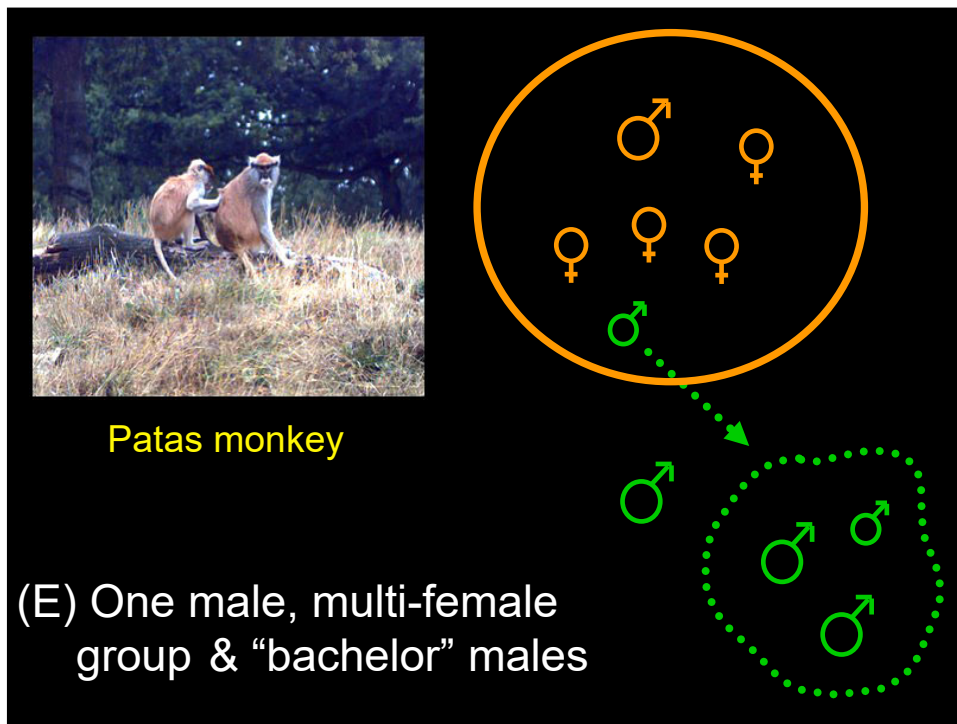 Patas monkey
(E) One male, multi-female
group & “bachelor” males